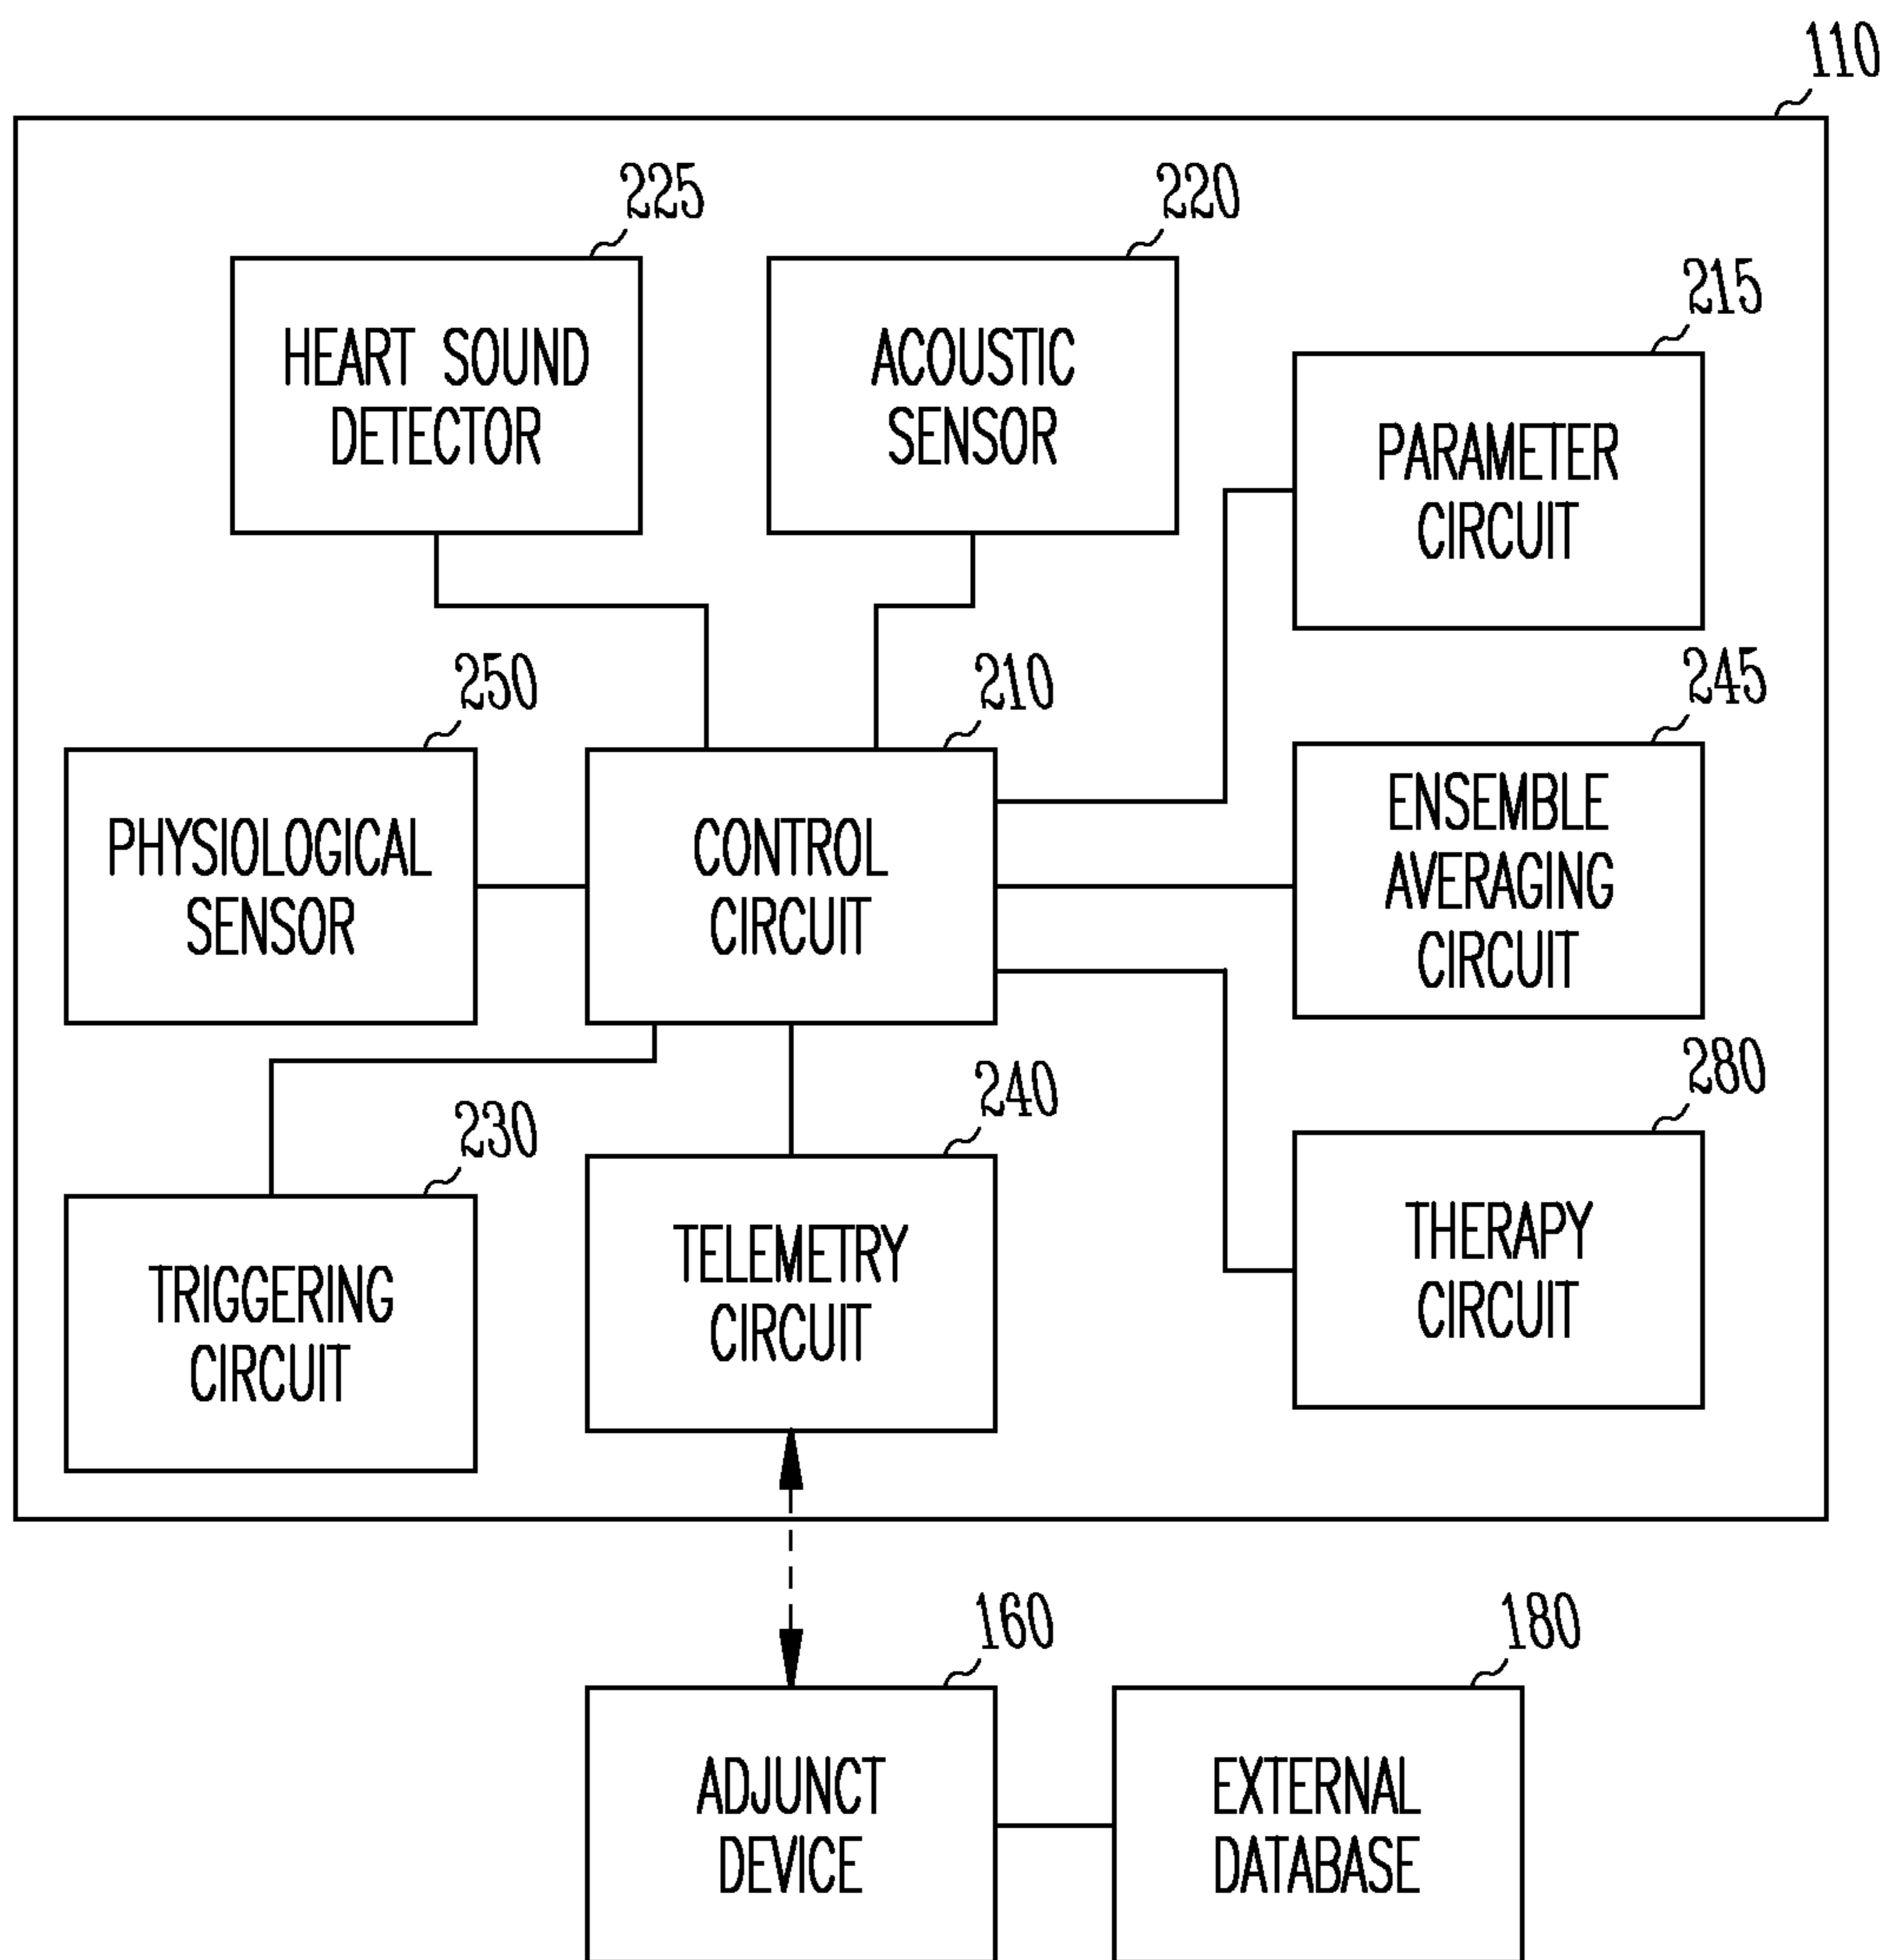 110
225
220
215
HEART SOUND
DETECTOR
ACOUSTIC
SENSOR
PARAMETER
CIRCUIT
250
210
245
PHYSIOLOGICAL
SENSOR
CONTROL
CIRCUIT
ENSEMBLE
AVERAGING
CIRCUIT
230
240
280
TRIGGERING
CIRCUIT
TELEMETRY
CIRCUIT
THERAPY
CIRCUIT
160
180
ADJUNCT
DEVICE
EXTERNAL
DATABASE